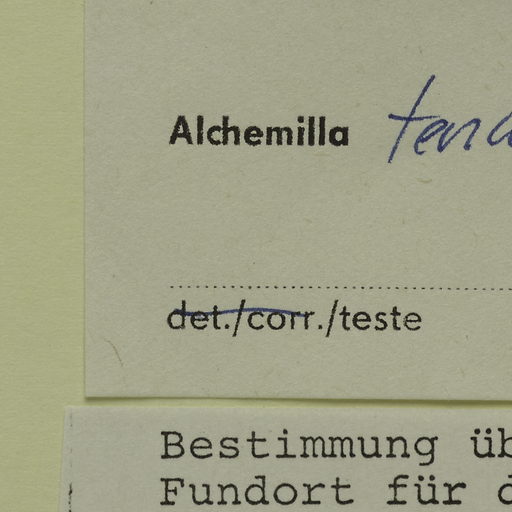 Alchemilla
det./corr./teste
Bestimmung üb
Fundort für d